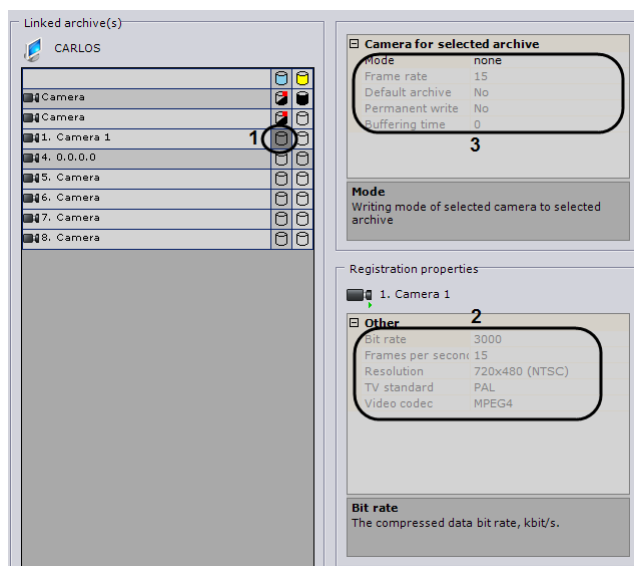 Linked archive(s)
CARLOS
Camera
Camera
1. Camera 1
1
4. 0.0.0.0
5. Camera
6. Camera
7. Camera
8. Camera
Camera for selected archive
Mode none
Frame rate 15
Default archive No
Permanent write No
Buffering time 0
3
Mode
Writing mode of selected camera to selected
archive
Registration properties
1. Camera 1
2
Other
Bit rate 3000
Frames per secon 15
Resolution 720x480 (NTSC)
TV standard PAL
Video codec MPEG4
Bit rate
The compressed data bit rate, kbit/s.